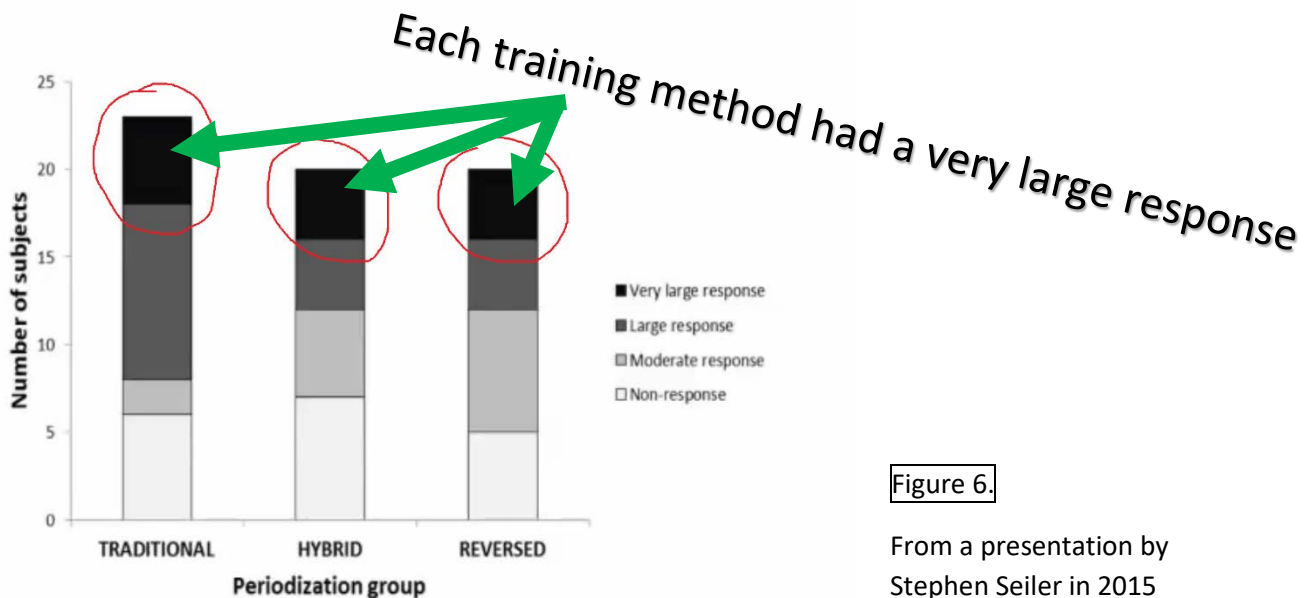 Each training method had a very large response
25
20
15
10
5
0
Number of subjects
TRADITIONAL
HYBRID
REVERSED
Periodization group
Very large response
Large response
Moderate response
Non-response
Figure 6.
From a presentation by
Stephen Seiler in 2015